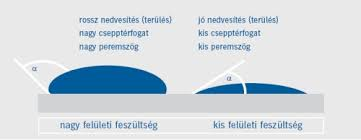 rossz nedvesítés (terülés)
nagy csepptérfogat
nagy peremszög
jó nedvesítés (terülés)
kis csepptérfogat
kis peremszög
α
α
nagy felületi feszültség
kis felületi feszültség